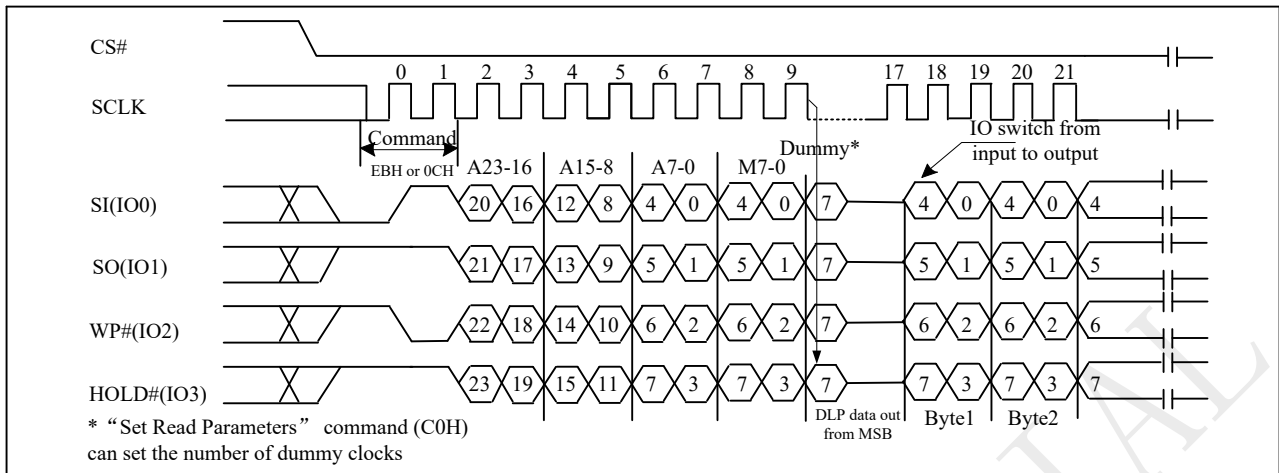 CS#
0 1 2 3 4 5 6 7 8 9 17 18 19 20 21
SCLK
Command
Dummy*
IO switch from
input to output
EBH or 0CH
A23-16 A15-8 A7-0 M7-0
SI(IO0) 20 16 12 8 4 0 4 0 7 4 0 4 0 4
SO(IO1) 21 17 13 9 5 1 5 1 7 5 1 5 1 5
WP#(IO2) 22 18 14 10 6 2 6 2 7 6 2 6 2 6
HOLD#(IO3) 23 19 15 11 7 3 7 3 7 7 3 7 3 7
DLP data out
from MSB
Byte1 Byte2
* “Set Read Parameters” command (C0H)
can set the number of dummy clocks